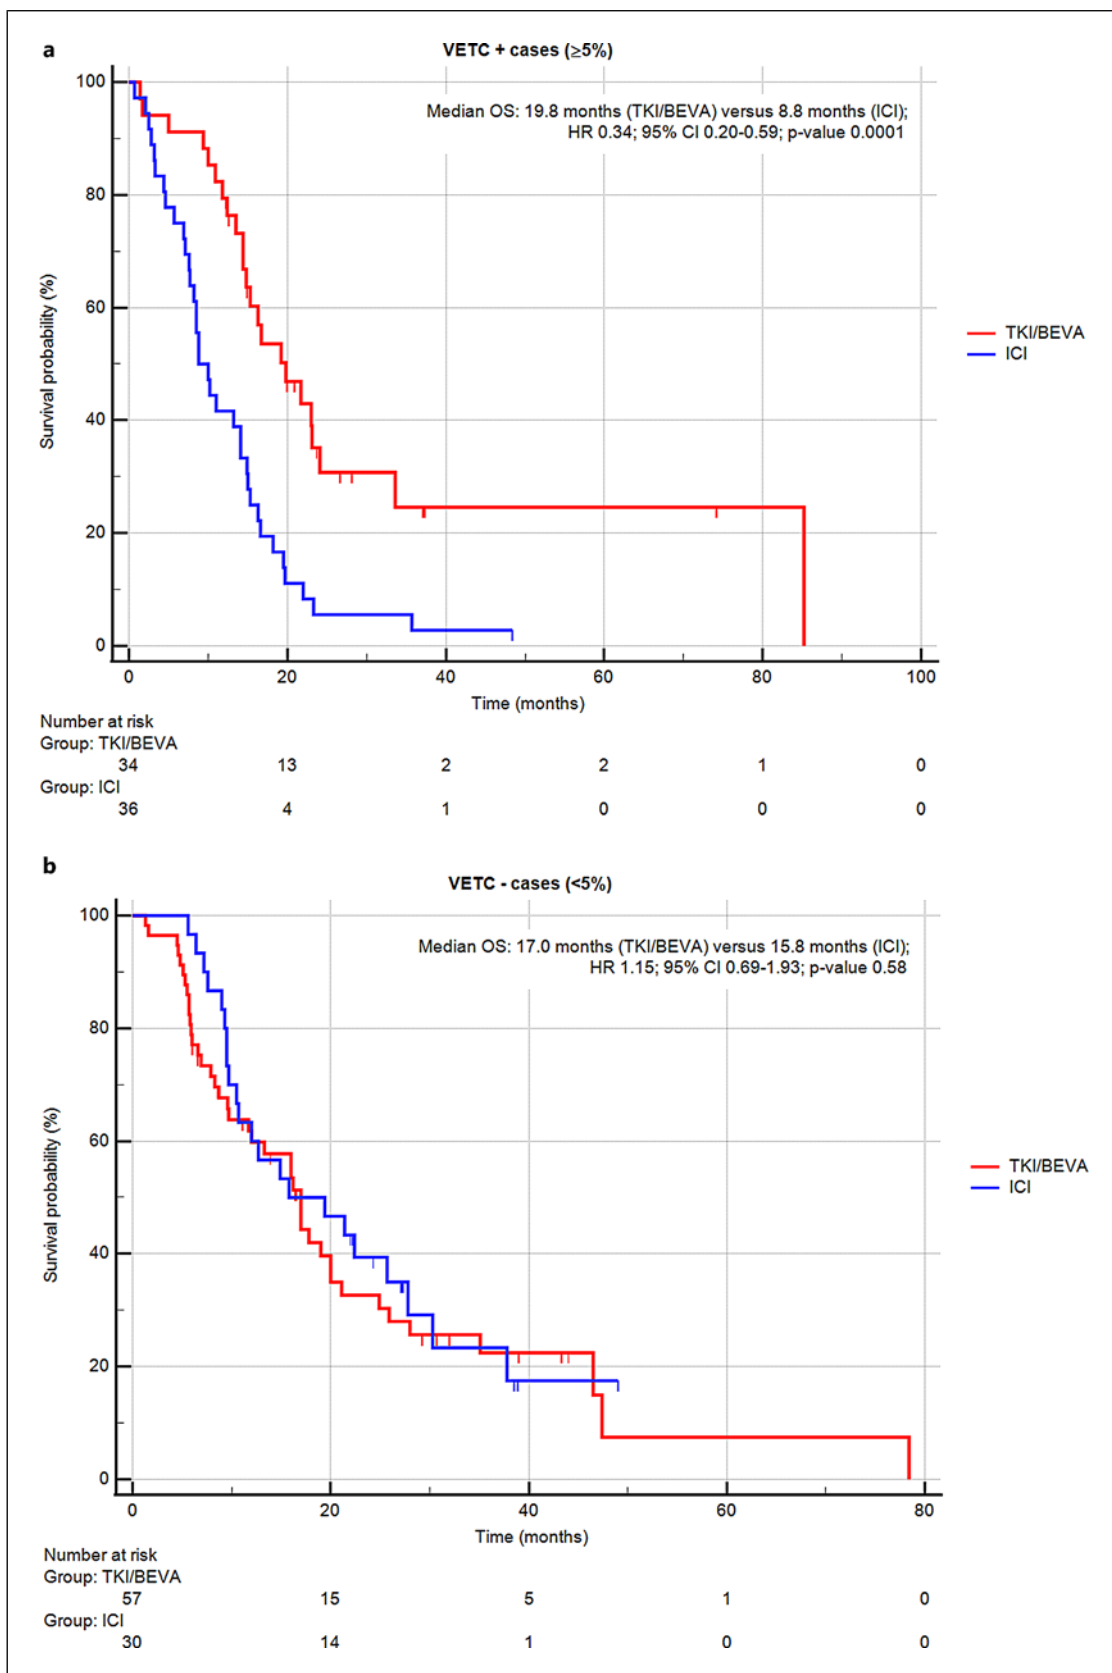 a
VETC + cases (≥5%)
Median OS: 19.8 months (TKI/BEVA) versus 8.8 months (ICI);
HR 0.34; 95% CI 0.20-0.59; p-value 0.0001
100
80
60
40
20
0
Survival probability (%)
TKI/BEVA
ICI
0 20 40 60 80 100
Time (months)
Number at risk
Group: TKI/BEVA
34 13 2 2 1 0
Group: ICI
36 4 1 0 0 0
b
VETC - cases (<5%)
Median OS: 17.0 months (TKI/BEVA) versus 15.8 months (ICI);
HR 1.15; 95% CI 0.69-1.93; p-value 0.58
100
80
60
40
20
0
Survival probability (%)
TKI/BEVA
ICI
0 20 40 60 80
Time (months)
Number at risk
Group: TKI/BEVA
57 15 5 1 0
Group: ICI
30 14 1 0 0